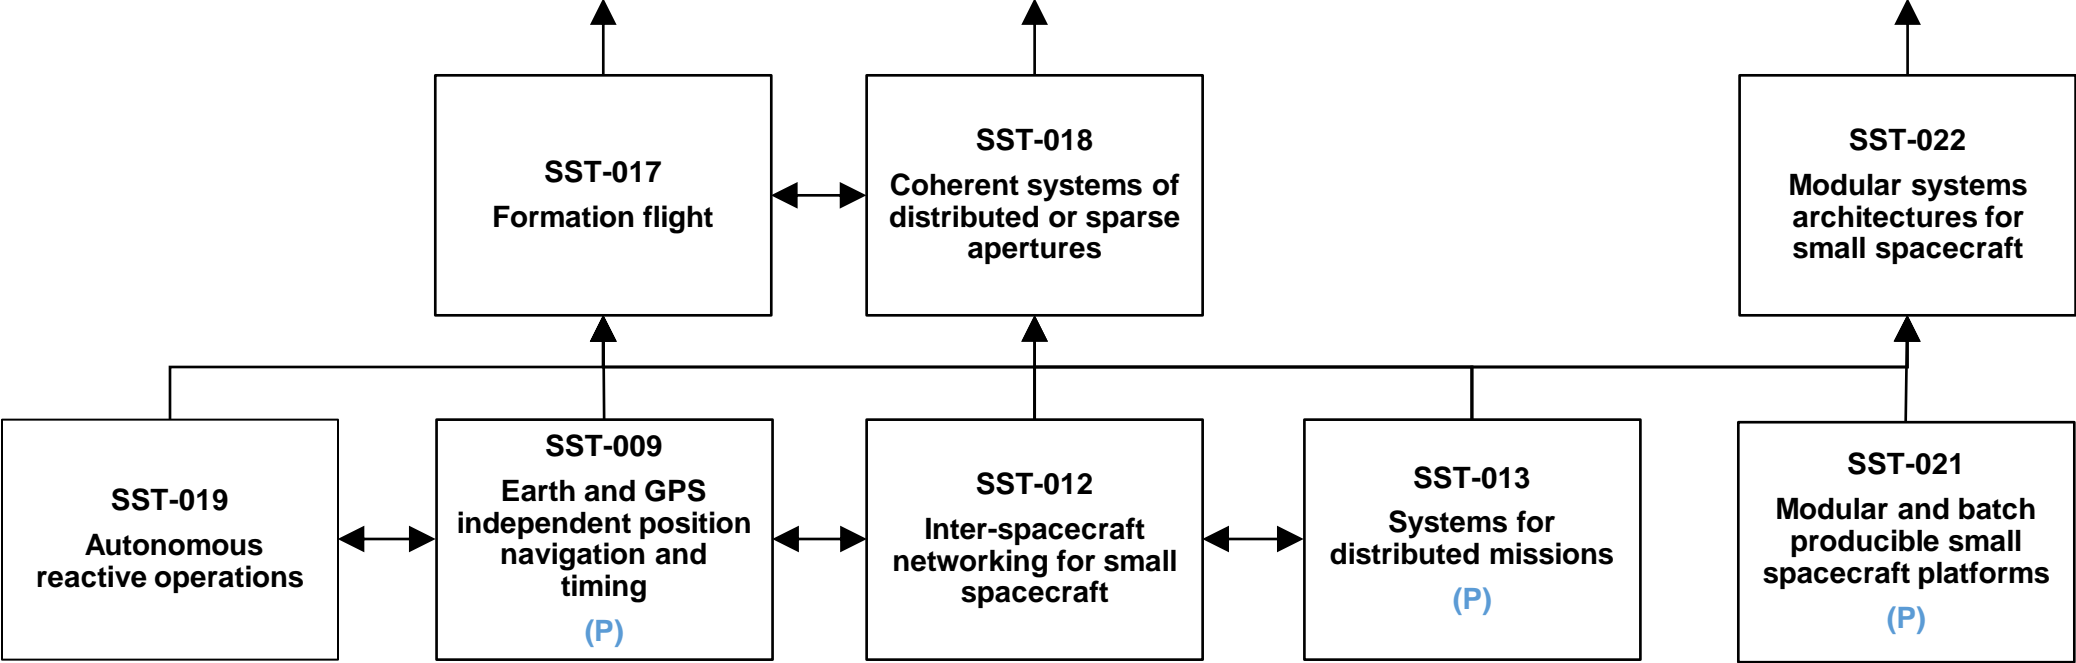 SST-017
Formation flight
SST-018
Coherent systems of
distributed or sparse
apertures
SST-022
Modular systems
architectures for
small spacecraft
SST-019
Autonomous
reactive operations
SST-009
Earth and GPS
independent position
navigation and
timing
(P)
SST-012
Inter-spacecraft
networking for small
spacecraft
SST-013
Systems for
distributed missions
(P)
SST-021
Modular and batch
producible small
spacecraft platforms
(P)